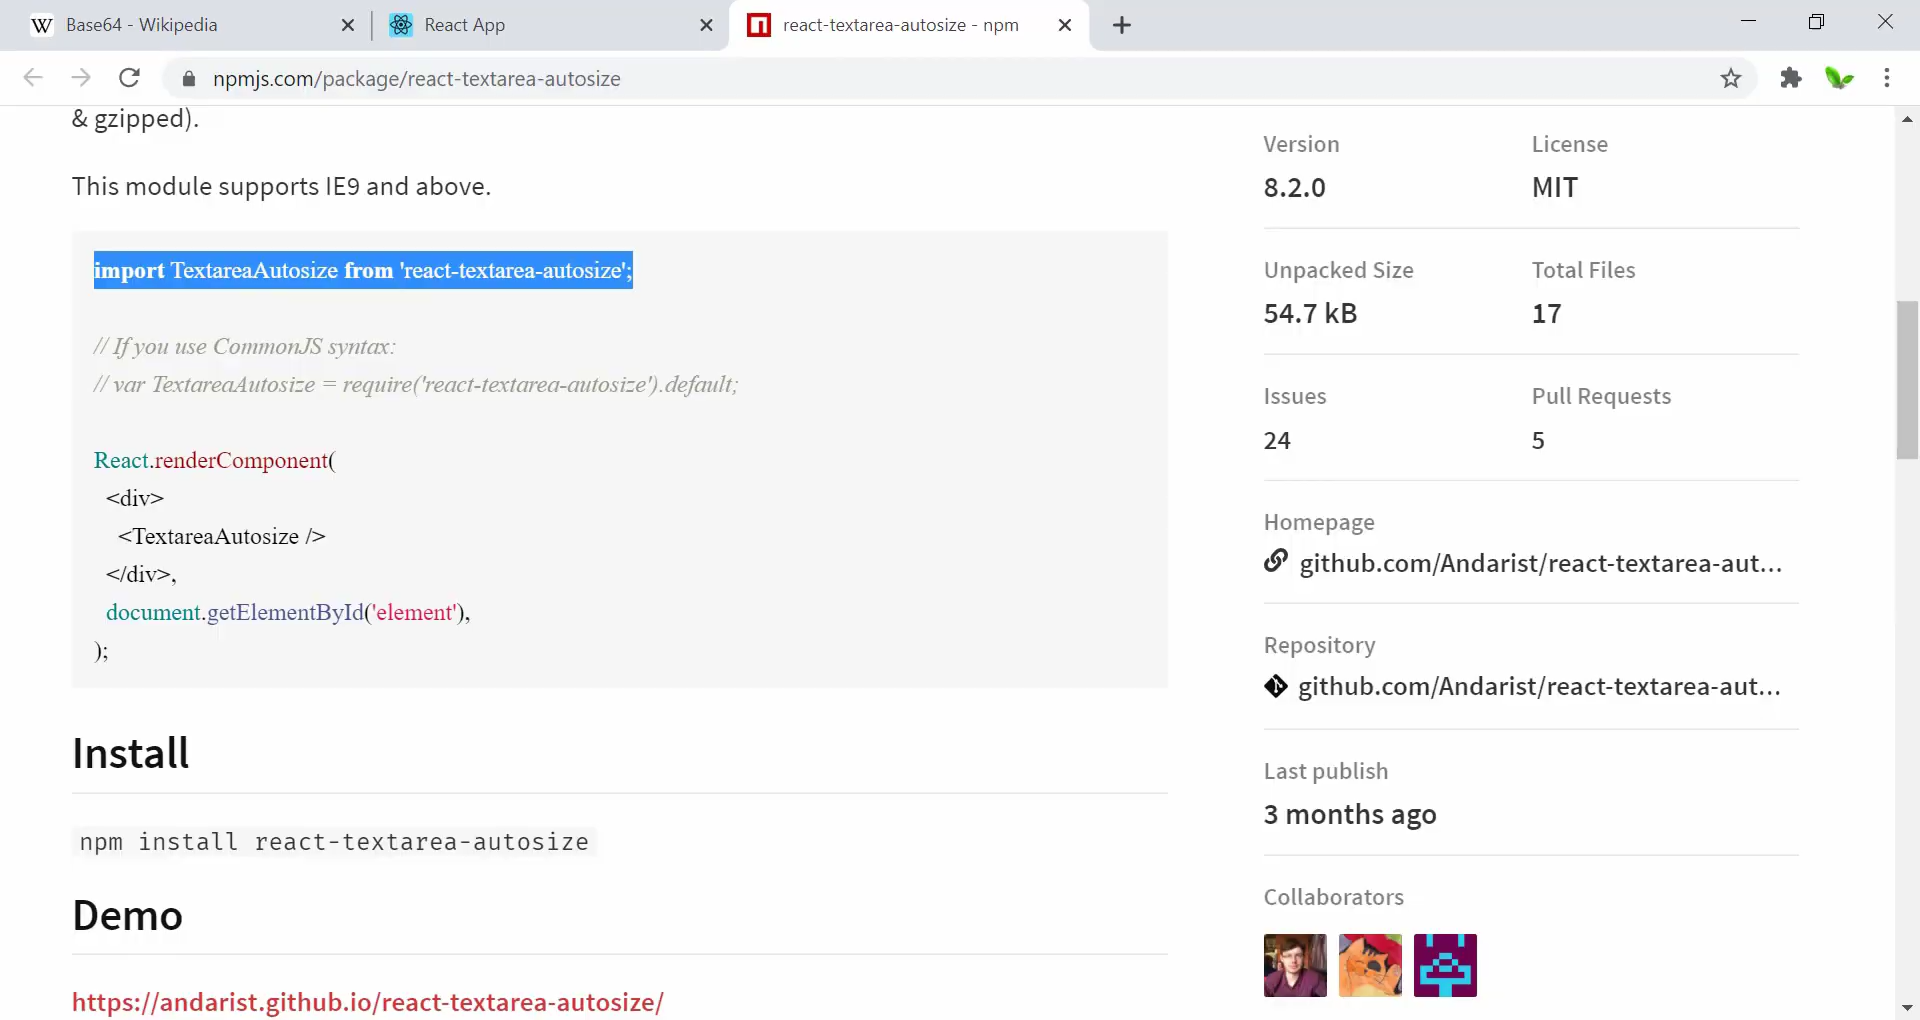 Base64 - Wikipedia
React App
react-textarea-autosize - npm
npmjs.com/package/react-textarea-autosize
& gzipped).
This module supports IE9 and above.
import TextareaAutosize from 'react-textarea-autosize';
// If you use CommonJS syntax:
// var TextareaAutosize = require('react-textarea-autosize').default;
React.renderComponent(
<div>
<TextareaAutosize />
</div>,
document.getElementById('element'),
);
Install
npm install react-textarea-autosize
Demo
https://andarist.github.io/react-textarea-autosize/
Version
License
8.2.0
MIT
Unpacked Size
Total Files
54.7 kB
17
Issues
Pull Requests
24
5
Homepage
github.com/Andarist/react-textarea-aut...
Repository
github.com/Andarist/react-textarea-aut...
Last publish
3 months ago
Collaborators